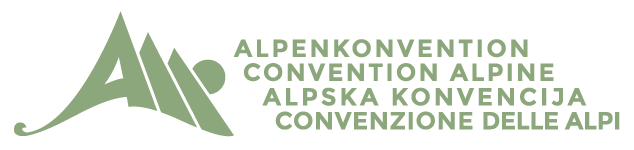 ALPENKONVENTION
CONVENTION ALPINE
ALPSKA KONVENCIJA
CONVENZIONE DELLE ALPI